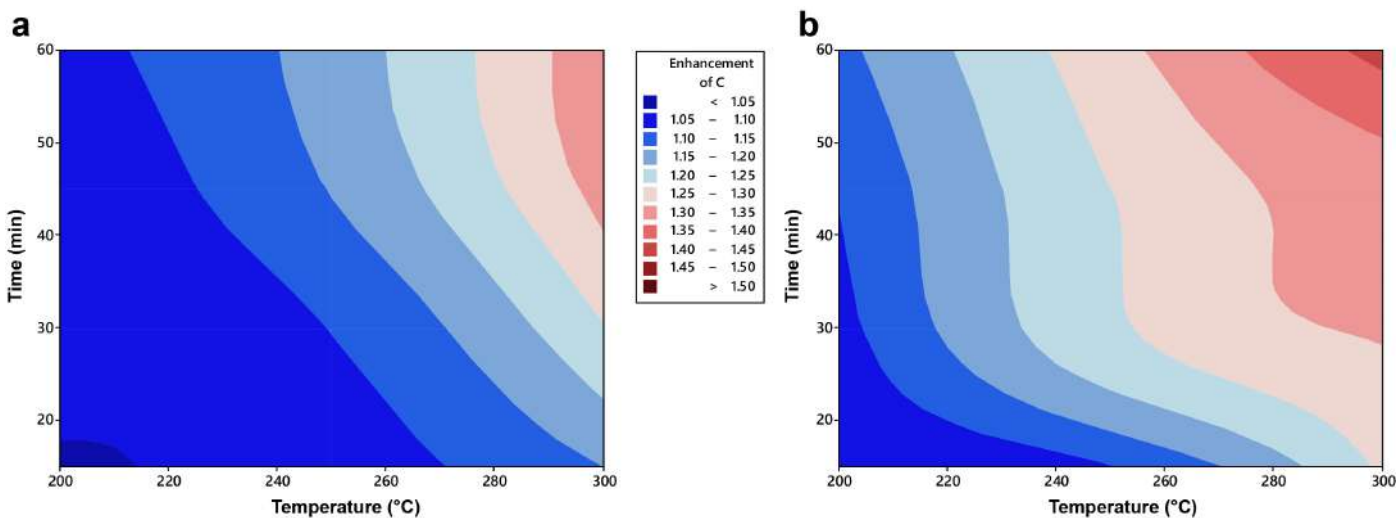 a
60
50
40
30
20
Time (min)
200 220 240 260 280 300
Temperature (°C)
Enhancement
of C
< 1.05
1.05 – 1.10
1.10 – 1.15
1.15 – 1.20
1.20 – 1.25
1.25 – 1.30
1.30 – 1.35
1.35 – 1.40
1.40 – 1.45
1.45 – 1.50
> 1.50
b
60
50
40
30
20
Time (min)
200 220 240 260 280 300
Temperature (°C)